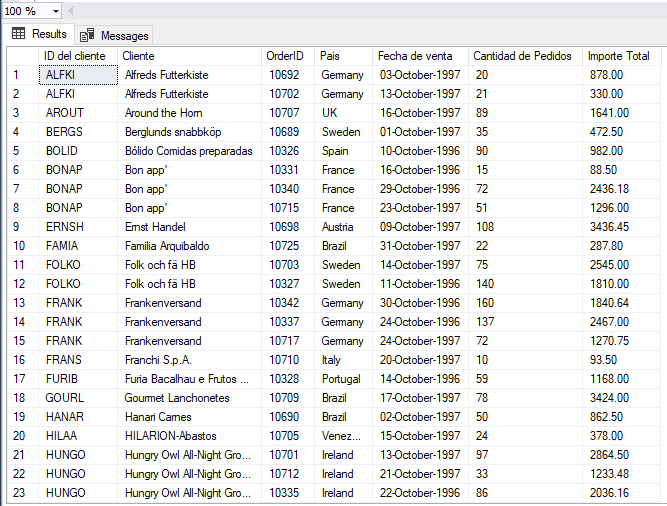 100 %
Results Messages
ID del cliente Cliente OrderID Pais Fecha de venta Cantidad de Pedidos Importe Total
1 ALFKI Alfreds Futterkiste 10692 Germany 03-October-1997 20 878.00
2 ALFKI Alfreds Futterkiste 10702 Germany 13-October-1997 21 330.00
3 AROUT Around the Horn 10707 UK 16-October-1997 89 1641.00
4 BERGS Berglunds snabbköp 10689 Sweden 01-October-1997 35 472.50
5 BOLID Bólido Comidas preparadas 10326 Spain 10-October-1996 90 982.00
6 BONAP Bon app' 10331 France 16-October-1996 15 88.50
7 BONAP Bon app' 10340 France 29-October-1996 72 2436.18
8 BONAP Bon app' 10715 France 23-October-1997 51 1296.00
9 ERNSH Ernst Handel 10698 Austria 09-October-1997 108 3436.45
10 FAMIA Familia Arquibaldo 10725 Brazil 31-October-1997 22 287.80
11 FOLKO Folk och fä HB 10703 Sweden 14-October-1997 75 2545.00
12 FOLKO Folk och fä HB 10327 Sweden 11-October-1996 140 1810.00
13 FRANK Frankenversand 10342 Germany 30-October-1996 160 1840.64
14 FRANK Frankenversand 10337 Germany 24-October-1996 137 2467.00
15 FRANK Frankenversand 10717 Germany 24-October-1997 72 1270.75
16 FRANS Franchi S.p.A. 10710 Italy 20-October-1997 10 93.50
17 FURIB Furia Bacalhau e Frutos ... 10328 Portugal 14-October-1996 59 1168.00
18 GOURL Gourmet Lanchonetes 10709 Brazil 17-October-1997 78 3424.00
19 HANAR Hanari Carnes 10690 Brazil 02-October-1997 50 862.50
20 HILAA HILARION-Abastos 10705 Venez... 15-October-1997 24 378.00
21 HUNGO Hungry Owl All-Night Gro... 10701 Ireland 13-October-1997 97 2864.50
22 HUNGO Hungry Owl All-Night Gro... 10712 Ireland 21-October-1997 33 1233.48
23 HUNGO Hungry Owl All-Night Gro... 10335 Ireland 22-October-1996 86 2036.16